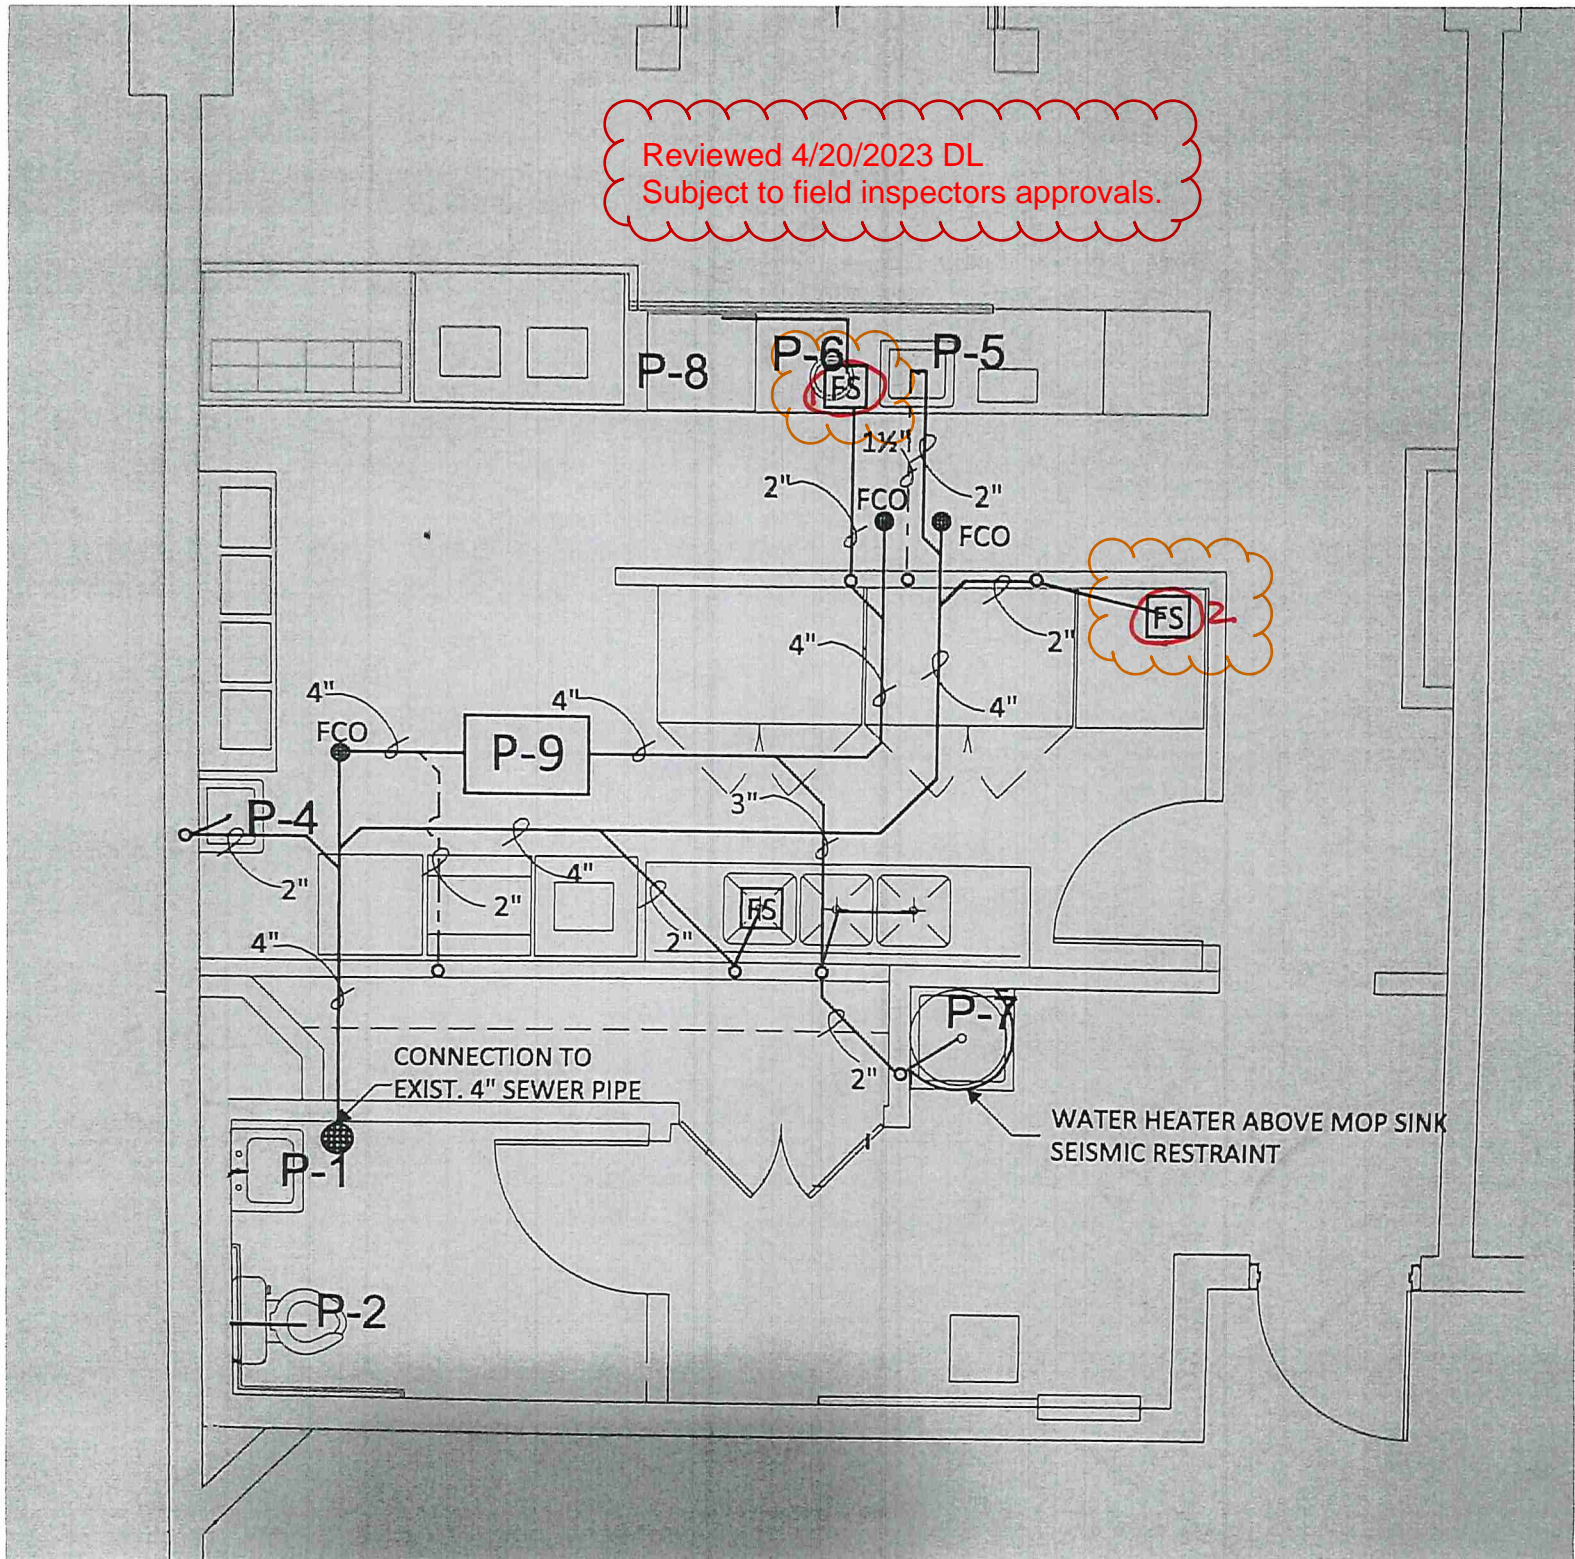 Reviewed 4/20/2023 DL
Subject to field inspectors approvals.
P-8
P-6
P-5
1 FS
1½"
2"
FCO
2"
FCO
FS 2
2"
4"
4"
4"
4"
FCO
P-9
3"
P-4
2"
4"
2"
FS
2"
4"
P-7
CONNECTION TO
EXIST. 4" SEWER PIPE
2"
WATER HEATER ABOVE MOP SINK
SEISMIC RESTRAINT
P-1
P-2